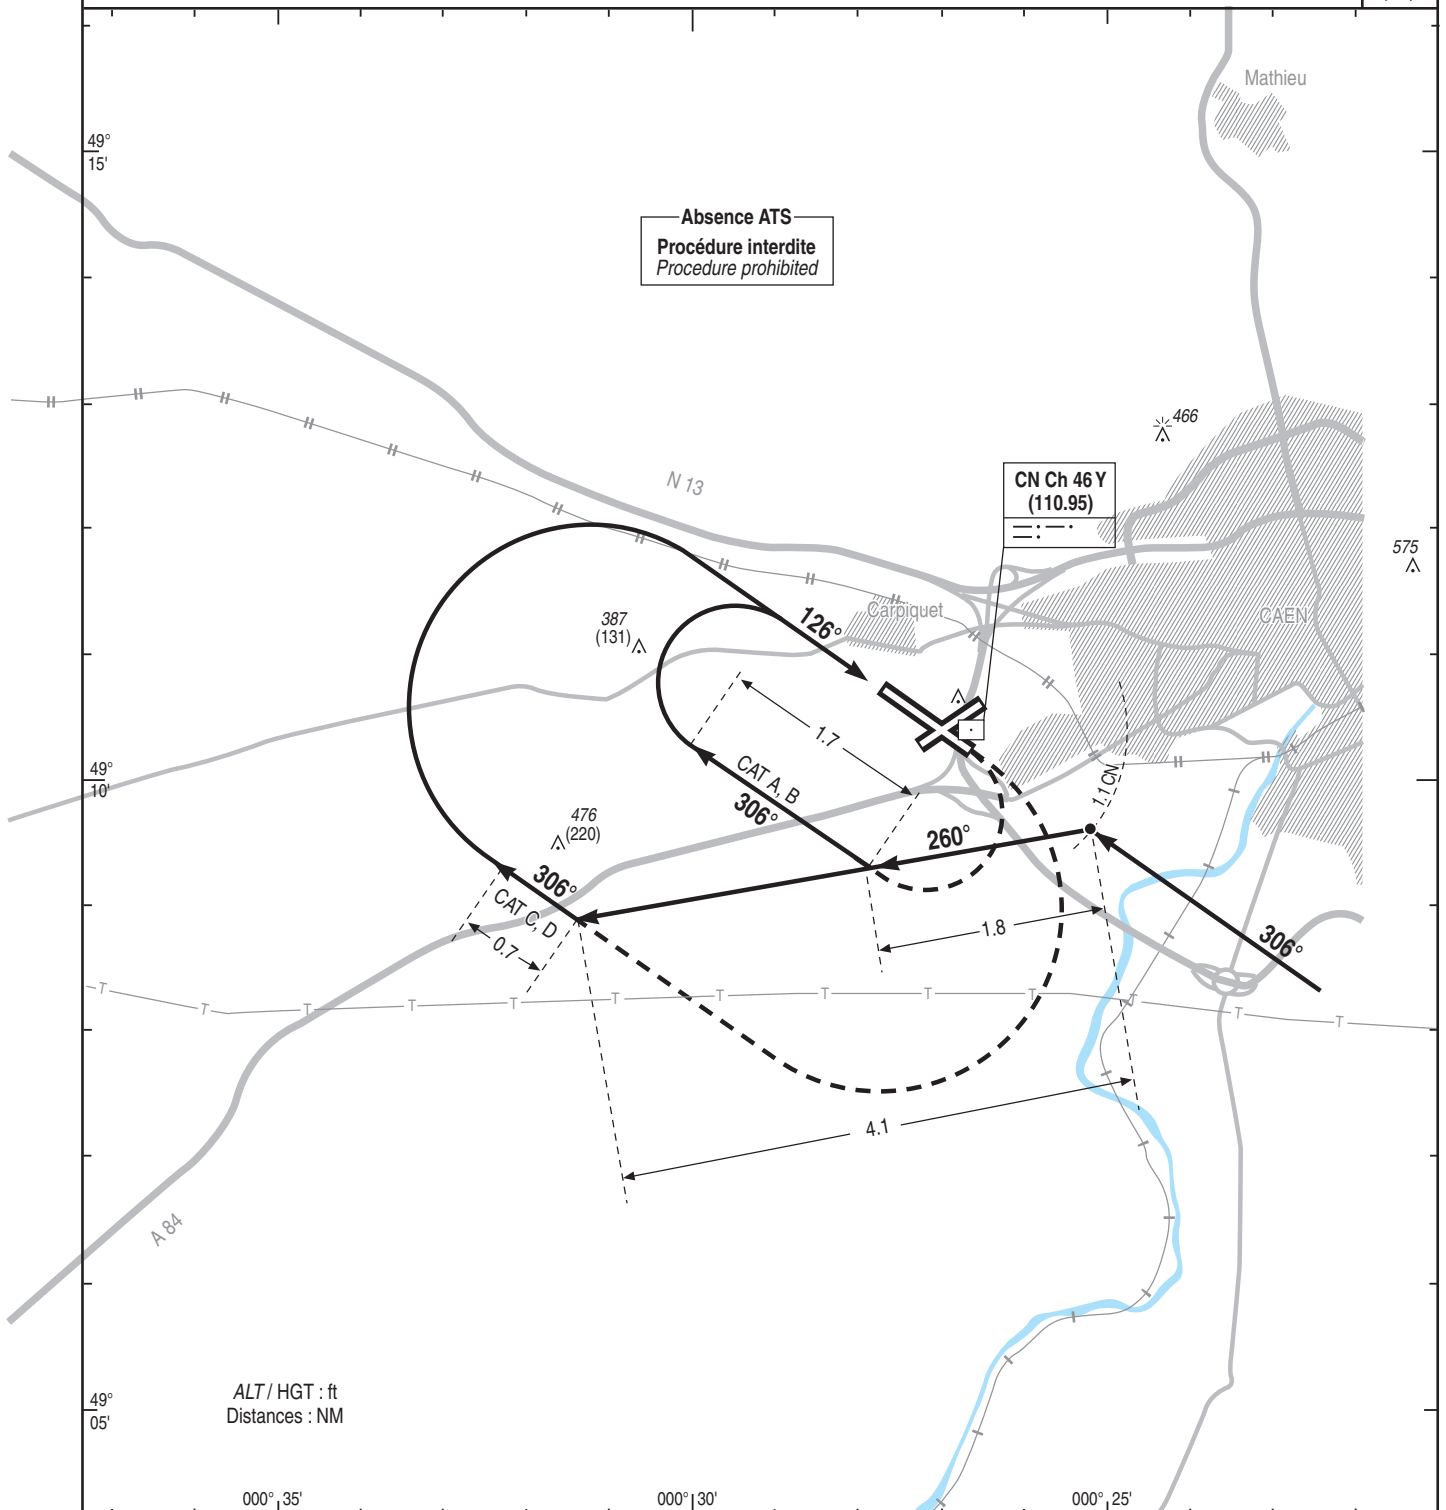 Mathieu
49°
15'
Absence ATS
Procédure interdite
Procedure prohibited
466
N 13
CN Ch 46 Y
(110.95)
575
387
(131)
126°
Carpiquet
CAEN
1.7
49°
10'
CAT A, B
306°
1.1 CN
476
(220)
260°
306°
CAT C, D
0.7
1.8
306°
T
T
T
T
T
T
T
T
T
T
T
T
T
4.1
A 84
ALT / HGT : ft
Distances : NM
49°
05'
000° 35'
000° 30'
000° 25'